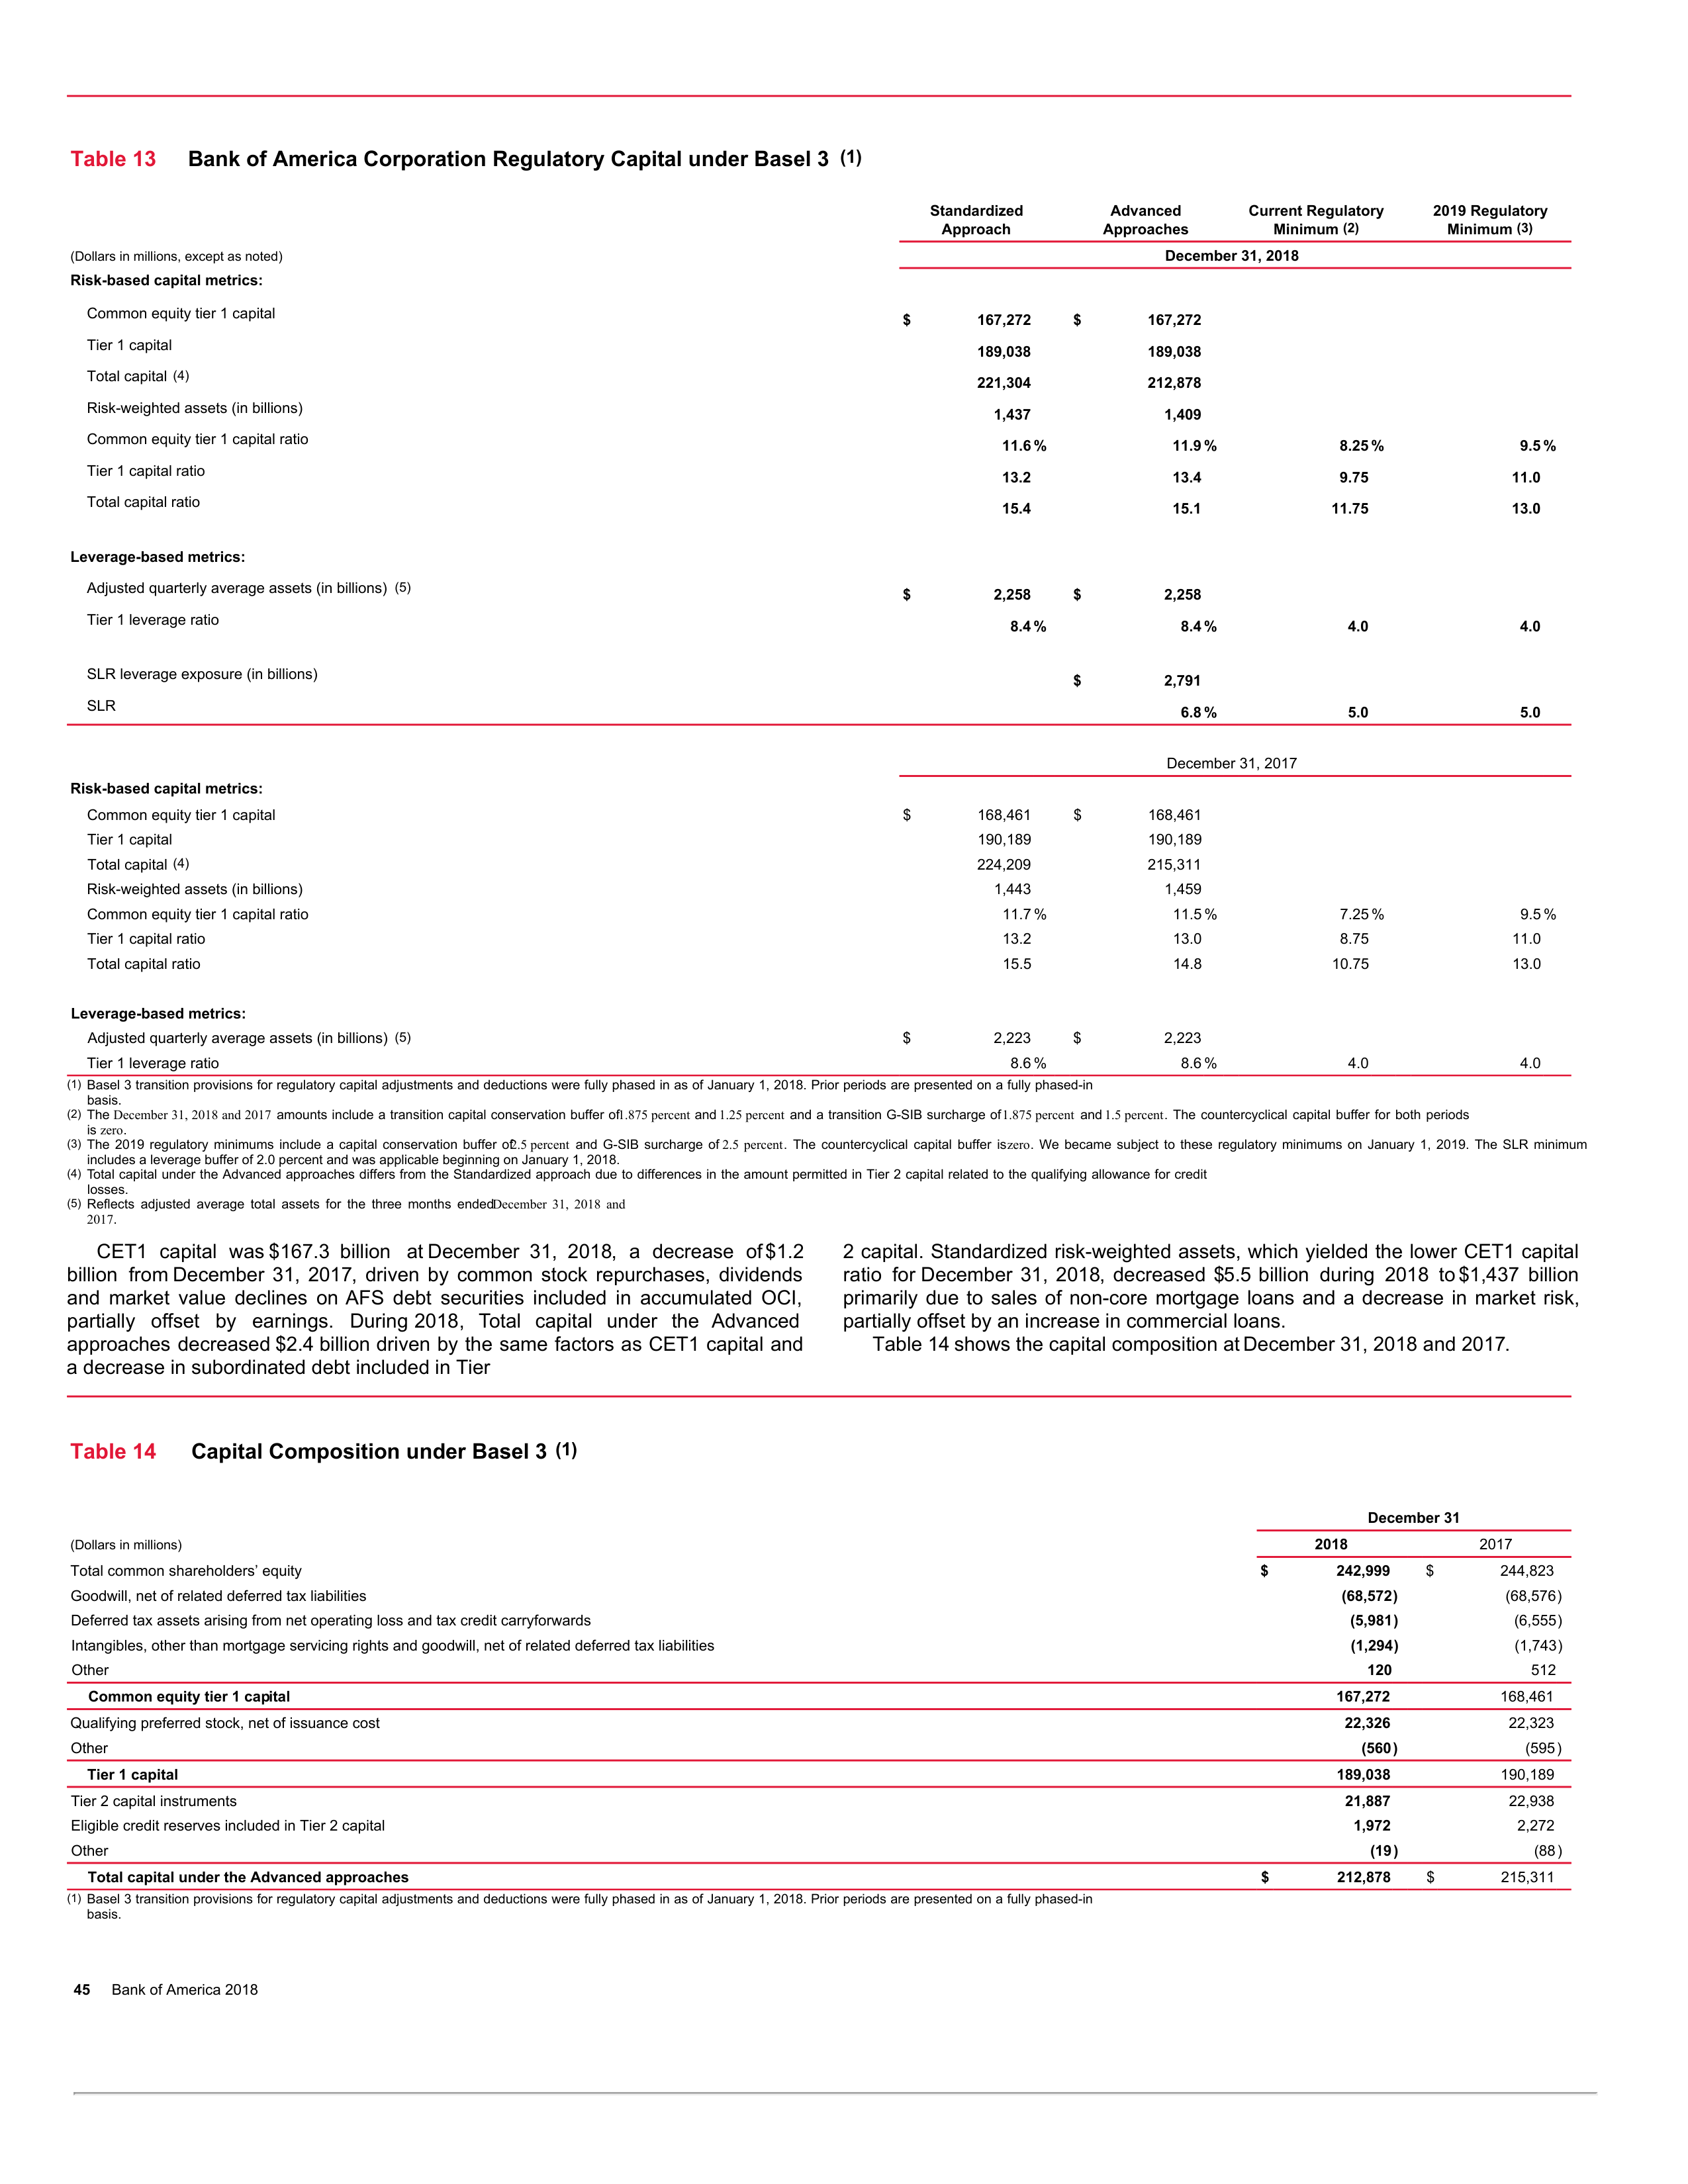 Table 13 Bank of America Corporation Regulatory Capital under Basel 3 (1)
Standardized Approach Advanced Approaches Current Regulatory Minimum (2) 2019 Regulatory Minimum (3)
(Dollars in millions, except as noted) December 31, 2018
Risk-based capital metrics:
Common equity tier 1 capital $ 167,272 $ 167,272
Tier 1 capital 189,038 189,038
Total capital (4) 221,304 212,878
Risk-weighted assets (in billions) 1,437 1,409
Common equity tier 1 capital ratio 11.6% 11.9% 8.25% 9.5%
Tier 1 capital ratio 13.2 13.4 9.75 11.0
Total capital ratio 15.4 15.1 11.75 13.0
Leverage-based metrics:
Adjusted quarterly average assets (in billions) (5) $ 2,258 $ 2,258
Tier 1 leverage ratio 8.4% 8.4% 4.0 4.0
SLR leverage exposure (in billions) $ 2,791
SLR 6.8% 5.0 5.0
December 31, 2017
Risk-based capital metrics:
Common equity tier 1 capital $ 168,461 $ 168,461
Tier 1 capital 190,189 190,189
Total capital (4) 224,209 215,311
Risk-weighted assets (in billions) 1,443 1,459
Common equity tier 1 capital ratio 11.7% 11.5% 7.25% 9.5%
Tier 1 capital ratio 13.2 13.0 8.75 11.0
Total capital ratio 15.5 14.8 10.75 13.0
Leverage-based metrics:
Adjusted quarterly average assets (in billions) (5) $ 2,223 $ 2,223
Tier 1 leverage ratio 8.6% 8.6% 4.0 4.0
(1) Basel 3 transition provisions for regulatory capital adjustments and deductions were fully phased in as of January 1, 2018. Prior periods are presented on a fully phased-in
basis.
(2) The December 31, 2018 and 2017 amounts include a transition capital conservation buffer of1.875 percent and 1.25 percent and a transition G-SIB surcharge of 1.875 percent and 1.5 percent. The countercyclical capital buffer for both periods
is zero.
(3) The 2019 regulatory minimums include a capital conservation buffer of2.5 percent and G-SIB surcharge of 2.5 percent. The countercyclical capital buffer is zero. We became subject to these regulatory minimums on January 1, 2019. The SLR minimum
includes a leverage buffer of 2.0 percent and was applicable beginning on January 1, 2018.
(4) Total capital under the Advanced approaches differs from the Standardized approach due to differences in the amount permitted in Tier 2 capital related to the qualifying allowance for credit
losses.
(5) Reflects adjusted average total assets for the three months endedDecember 31, 2018 and
2017.
CET1 capital was $167.3 billion at December 31, 2018, a decrease of $1.2
billion from December 31, 2017, driven by common stock repurchases, dividends
and market value declines on AFS debt securities included in accumulated OCI,
partially offset by earnings. During 2018, Total capital under the Advanced
approaches decreased $2.4 billion driven by the same factors as CET1 capital and
a decrease in subordinated debt included in Tier
2 capital. Standardized risk-weighted assets, which yielded the lower CET1 capital
ratio for December 31, 2018, decreased $5.5 billion during 2018 to $1,437 billion
primarily due to sales of non-core mortgage loans and a decrease in market risk,
partially offset by an increase in commercial loans.
Table 14 shows the capital composition at December 31, 2018 and 2017.
Table 14 Capital Composition under Basel 3 (1)
December 31
(Dollars in millions) 2018 2017
Total common shareholders’ equity $ 242,999 $ 244,823
Goodwill, net of related deferred tax liabilities (68,572) (68,576)
Deferred tax assets arising from net operating loss and tax credit carryforwards (5,981) (6,555)
Intangibles, other than mortgage servicing rights and goodwill, net of related deferred tax liabilities (1,294) (1,743)
Other 120 512
Common equity tier 1 capital 167,272 168,461
Qualifying preferred stock, net of issuance cost 22,326 22,323
Other (560) (595)
Tier 1 capital 189,038 190,189
Tier 2 capital instruments 21,887 22,938
Eligible credit reserves included in Tier 2 capital 1,972 2,272
Other (19) (88)
Total capital under the Advanced approaches $ 212,878 $ 215,311
(1) Basel 3 transition provisions for regulatory capital adjustments and deductions were fully phased in as of January 1, 2018. Prior periods are presented on a fully phased-in
basis.
45 Bank of America 2018